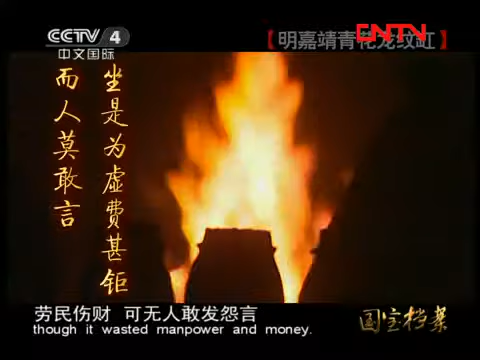 CCTV 4
中文国际
CNTV
【明嘉靖青花龙纹缸】
坐是为虚费甚钜
而人莫敢言
劳民伤财 可无人敢发怨言
though it wasted manpower and money.
国宝档案